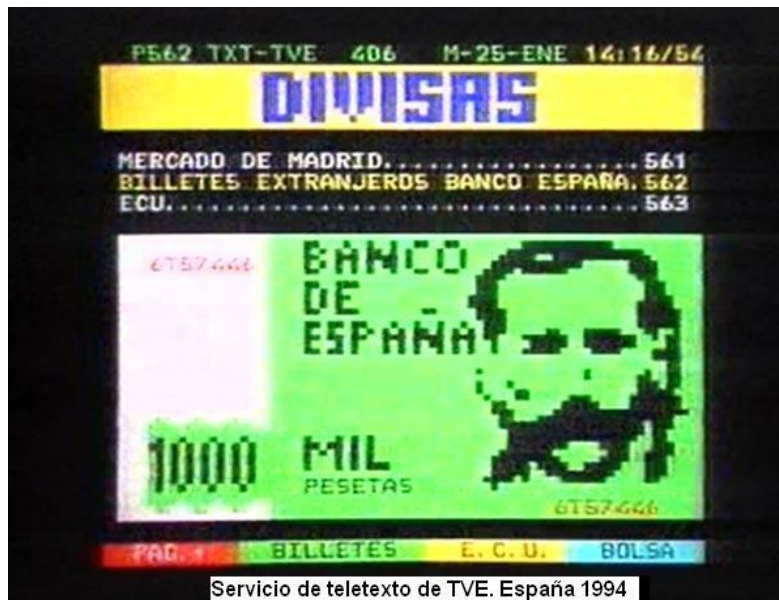 P562 TXT-TVE 406 M-25-ENE 14:16/54
DIVISAS
MERCADO DE MADRID..................561
BILLETES EXTRANJEROS BANCO ESPAÑA.562
ECU................................563
6T57446
BANCO
DE
ESPAÑA
1000 MIL
PESETAS
6T57446
PAG.+ BILLETES E.C.U. BOLSA
Servicio de teletexto de TVE. España 1994